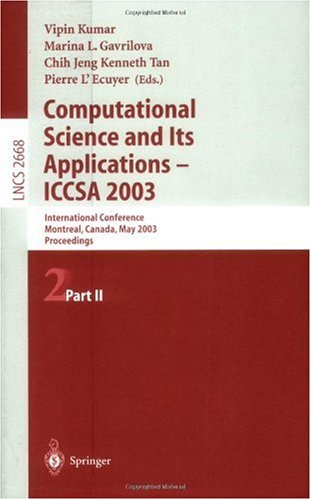 Vipin Kumar
Marina L. Gavrilova
Chih Jeng Kenneth Tan
Pierre L' Ecuyer (Eds.)
LNCS 2668
Computational
Science and Its
Applications –
ICCSA 2003
International Conference
Montreal, Canada, May 2003
Proceedings
2 Part II
Springer